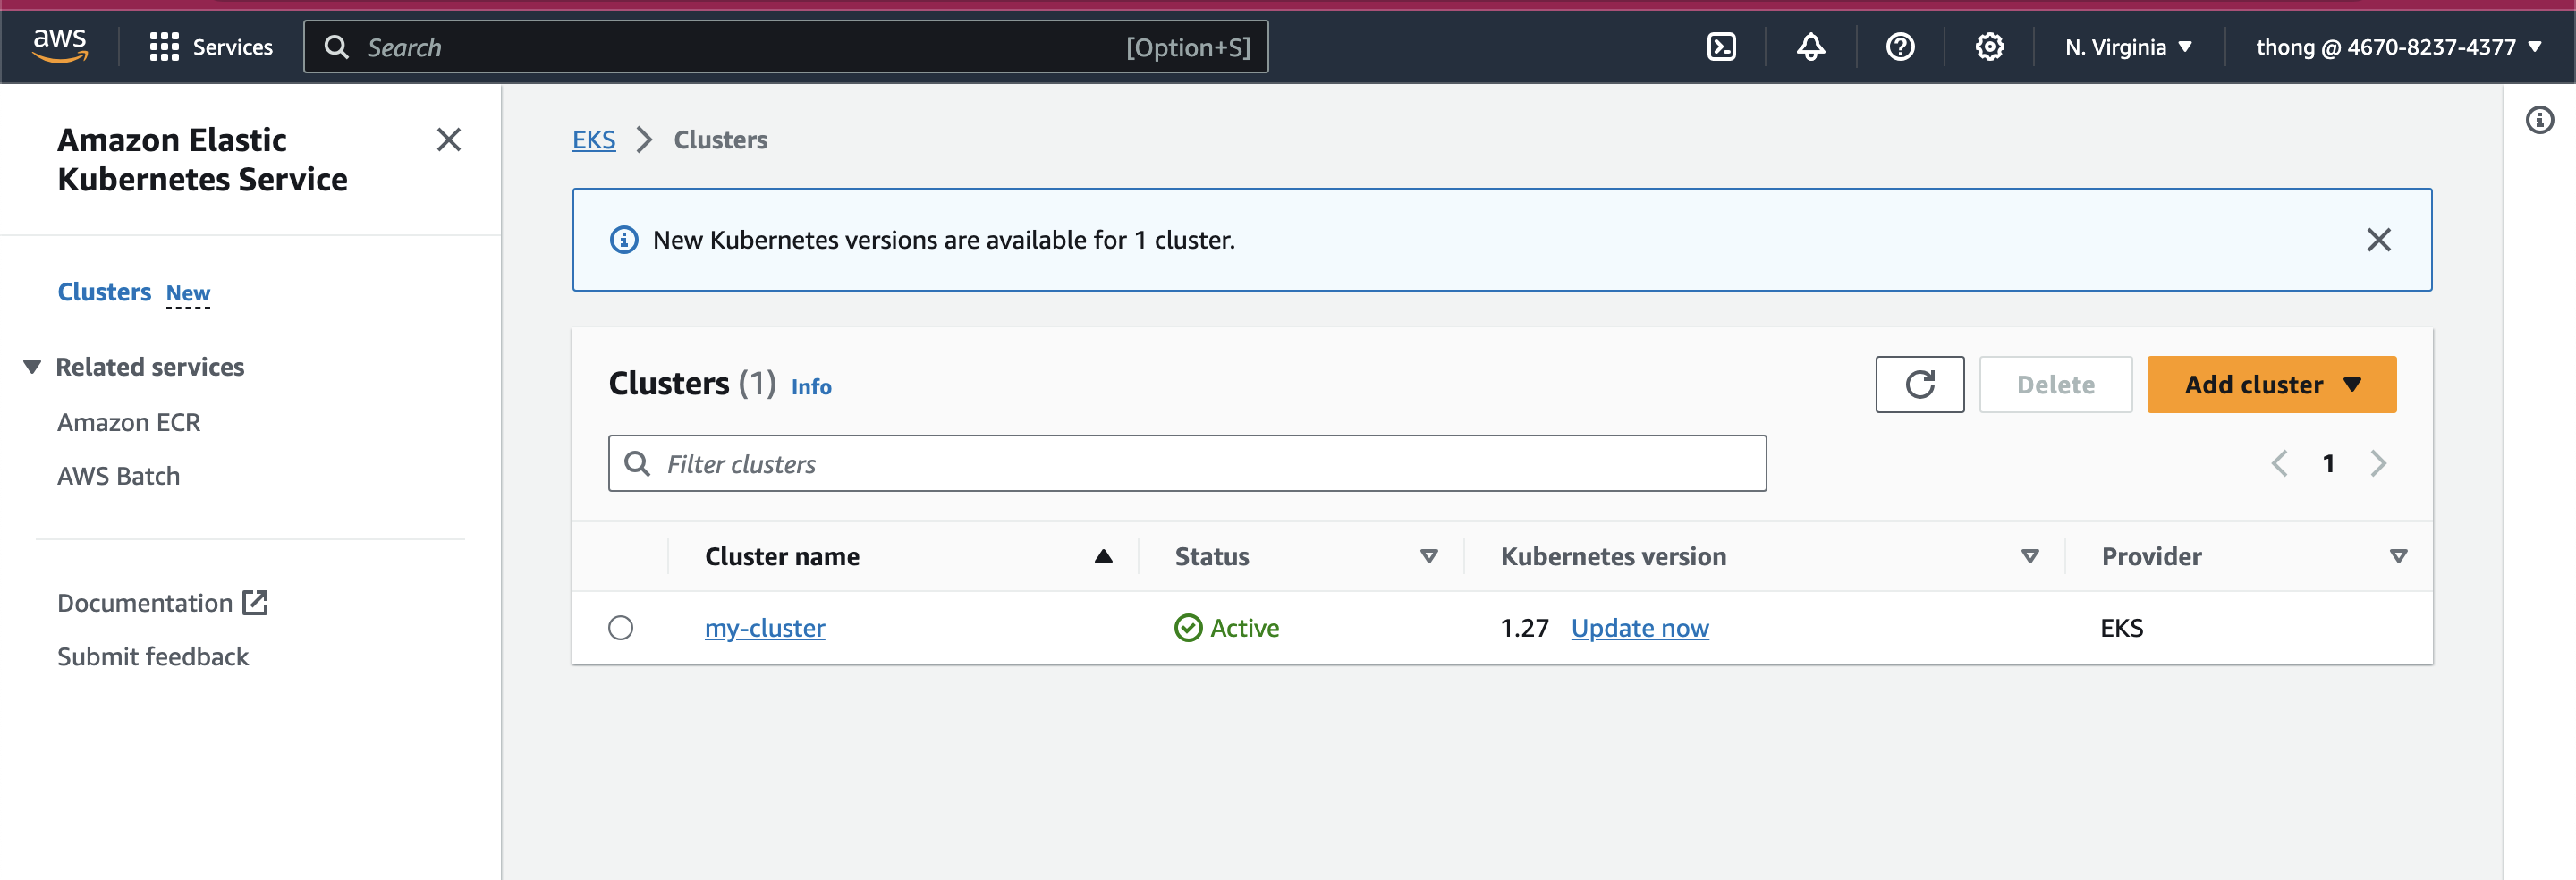 aws Services Search [Option+S] N. Virginia thong @ 4670-8237-4377
Amazon Elastic
Kubernetes Service
Clusters New
Related services
Amazon ECR
AWS Batch
Documentation
Submit feedback
EKS Clusters
New Kubernetes versions are available for 1 cluster.
Clusters (1) Info Delete Add cluster
Filter clusters 1
Cluster name Status Kubernetes version Provider
my-cluster Active 1.27 Update now EKS